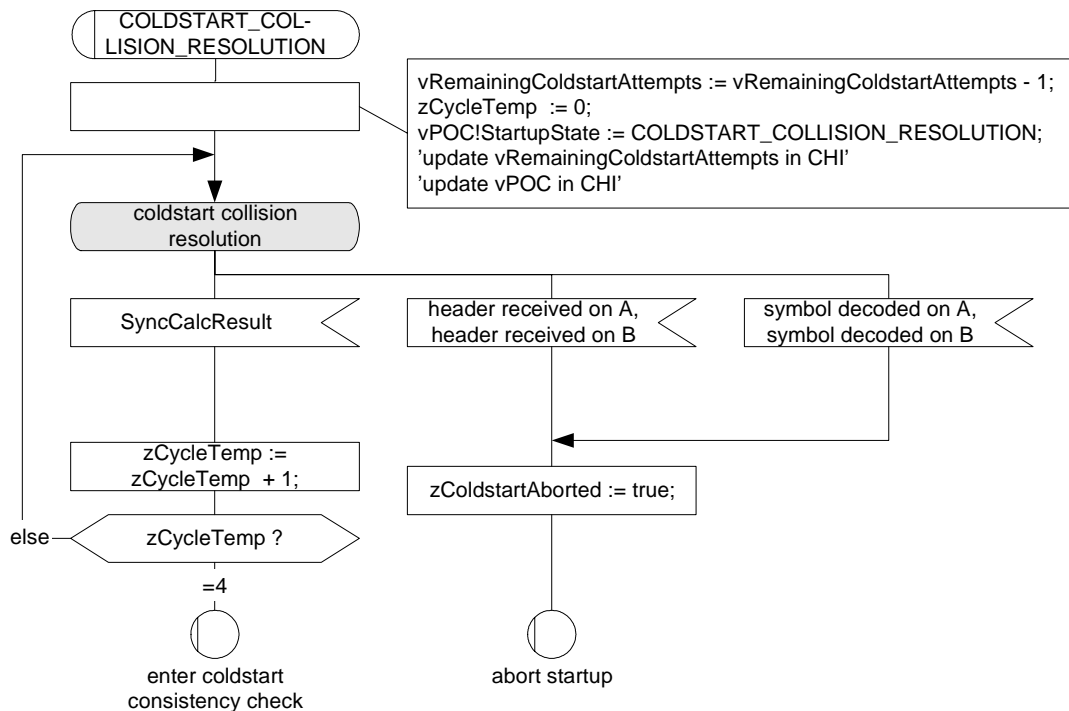 COLDSTART_COL-
LISION_RESOLUTION
vRemainingColdstartAttempts := vRemainingColdstartAttempts - 1;
zCycleTemp := 0;
vPOC!StartupState := COLDSTART_COLLISION_RESOLUTION;
’update vRemainingColdstartAttempts in CHI’
’update vPOC in CHI’
coldstart collision
resolution
SyncCalcResult
header received on A,
header received on B
symbol decoded on A,
symbol decoded on B
zCycleTemp :=
zCycleTemp + 1;
zColdstartAborted := true;
else
zCycleTemp ?
=4
enter coldstart
consistency check
abort startup